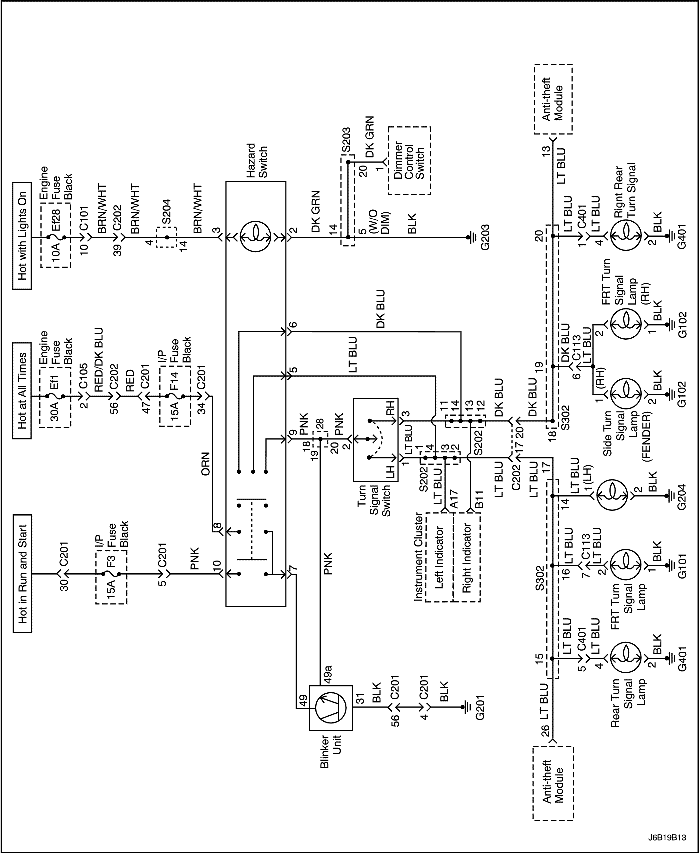 Hot in Run and Start
Hot at All Times
Hot with Lights On
30
C201
I/P
Fuse
Black
15A
F3
5
C201
PNK
10
Engine
Fuse
Black
30A
Ef1
2
C105
RED/DK BLU
56
C202
RED
47
C201
I/P
Fuse
Black
15A
F14
34
C201
ORN
8
Engine
Fuse
Black
10A
Ef28
10
C101
BRN/WHT
39
C202
BRN/WHT
4
S204
14
BRN/WHT
3
Hazard
Switch
7
9
5
6
2
PNK
PNK
18
19
28
20
PNK
2
LT BLU
DK BLU
DK GRN
14
S203
20
DK GRN
1
Dimmer
Control
Switch
5
(W/O
DIM)
BLK
G203
49
49a
Blinker
Unit
31
BLK
56
C201
4
C201
BLK
G201
Turn
Signal
Switch
LH
RH
1
3
LT BLU
S202
1
4
3
2
LT BLU
11
14
13
12
S202
DK BLU
Instrument Cluster
Left Indicator
Right Indicator
A17
B11
LT BLU
C202
17
20
LT BLU
DK BLU
17
18
S302
S302
15
16
14
19
20
26
LT BLU
Anti-theft
Module
13
LT BLU
Anti-theft
Module
LT BLU
5
C401
LT BLU
4
Rear Turn
Signal
Lamp
2
BLK
G401
LT BLU
7
C113
LT BLU
2
FRT Turn
Signal
Lamp
1
BLK
G101
LT BLU
1
(LH)
2
BLK
G204
DK BLU
6
C113
LT BLU
1
(RH)
Side Turn
Signal
Lamp
(FENDER)
2
BLK
G102
2
FRT Turn
Signal
Lamp
(RH)
1
BLK
G102
LT BLU
1
C401
LT BLU
4
Right Rear
Turn Signal
2
BLK
G401
J6B19B13